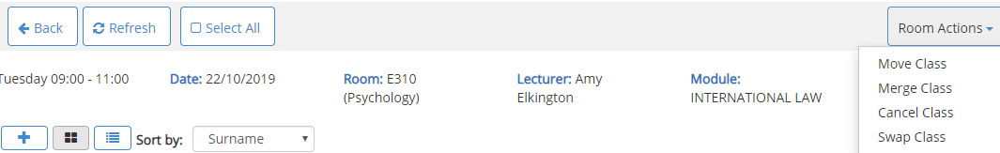 Back Refresh Select All Room Actions
Tuesday 09:00 - 11:00 Date: 22/10/2019 Room: E310 Lecturer: Amy Module:
(Psychology) Elkington INTERNATIONAL LAW
Sort by: Surname
Move Class
Merge Class
Cancel Class
Swap Class